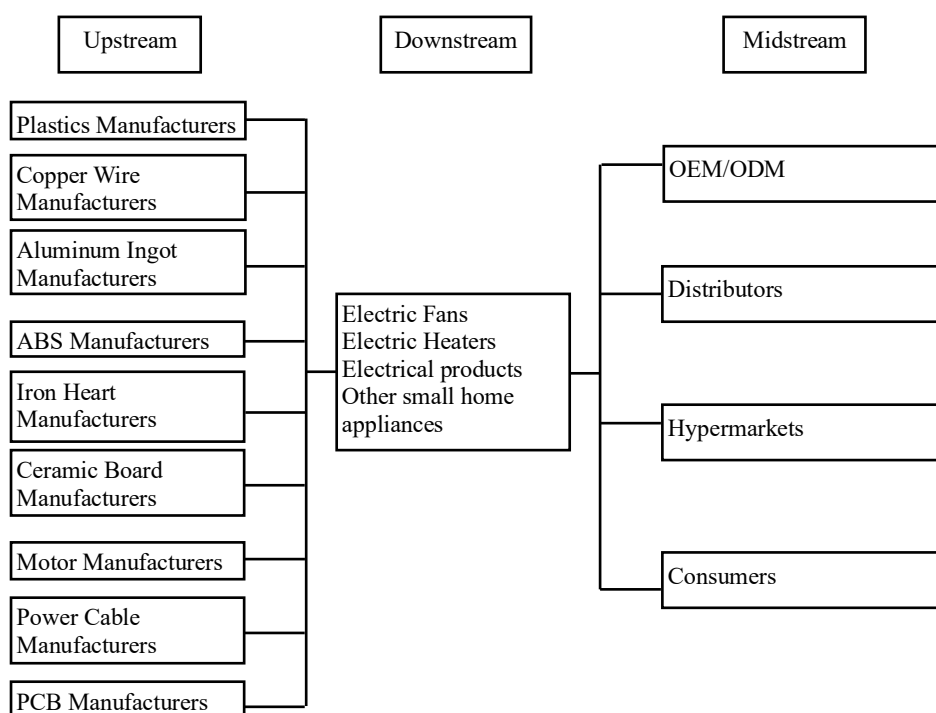 Upstream
Downstream
Midstream
Plastics Manufacturers
Copper Wire
Manufacturers
Aluminum Ingot
Manufacturers
ABS Manufacturers
Iron Heart
Manufacturers
Ceramic Board
Manufacturers
Motor Manufacturers
Power Cable
Manufacturers
PCB Manufacturers
Electric Fans
Electric Heaters
Electrical products
Other small home
appliances
OEM/ODM
Distributors
Hypermarkets
Consumers